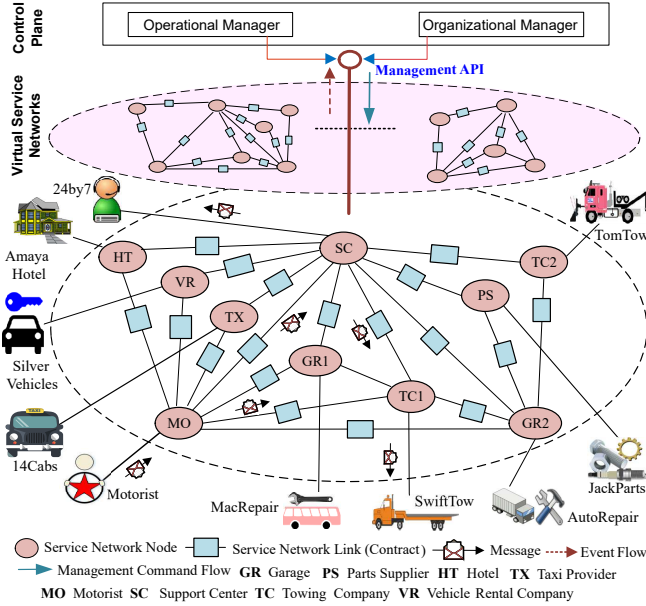 Control Plane
Operational Manager
Organizational Manager
Management API
Virtual Service Networks
24by7
TomTow
Amaya Hotel
HT
SC
TC2
VR
PS
TX
Silver Vehicles
GR1
TC1
MO
GR2
14Cabs
Motorist
MacRepair
SwiftTow
JackParts
AutoRepair
TAXI
Service Network Node
Service Network Link (Contract)
Message
Event Flow
Management Command Flow GR Garage PS Parts Supplier HT Hotel TX Taxi Provider
MO Motorist SC Support Center TC Towing Company VR Vehicle Rental Company